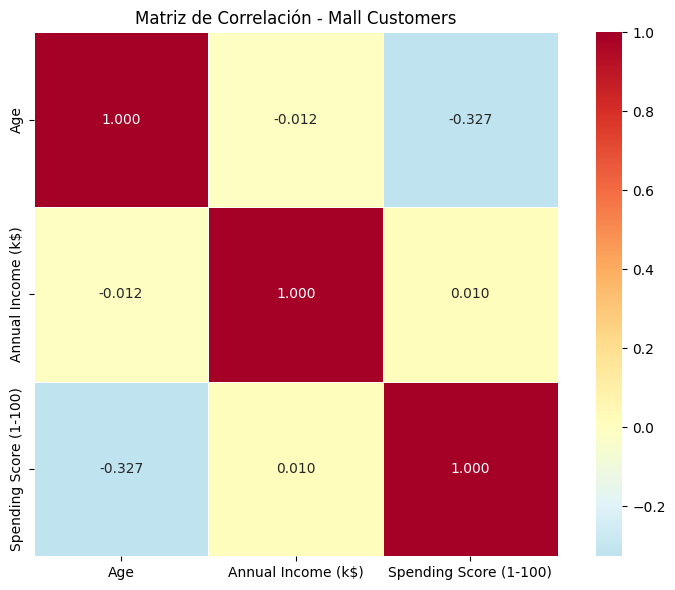 Matriz de Correlación - Mall Customers
Age
1.000
-0.012
-0.327
Annual Income (k$)
-0.012
1.000
0.010
Spending Score (1-100)
-0.327
0.010
1.000
Age
Annual Income (k$)
Spending Score (1-100)
1.0
0.8
0.6
0.4
0.2
0.0
−0.2